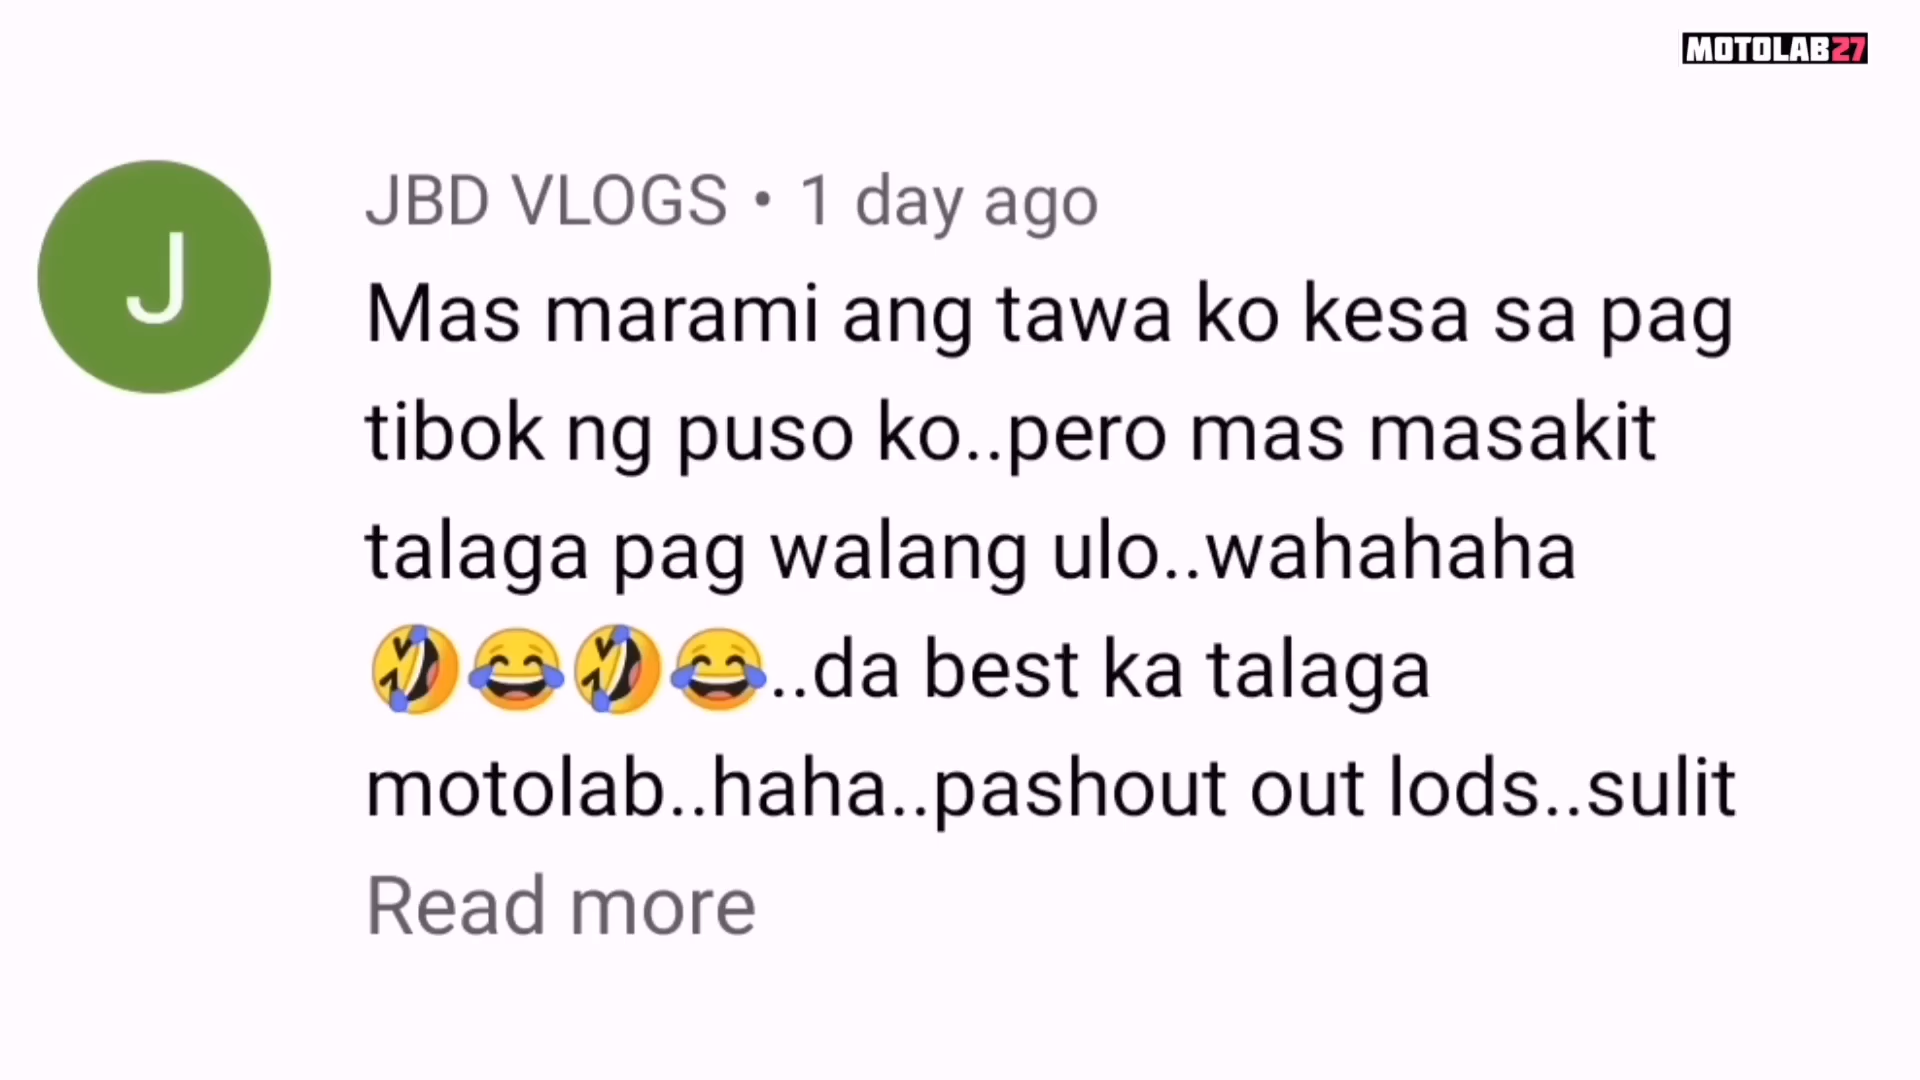 MOTOLAB27
J
JBD VLOGS • 1 day ago
Mas marami ang tawa ko kesa sa pag
tibok ng puso ko..pero mas masakit
talaga pag walang ulo..wahahaha
🤣😂🤣😂..da best ka talaga
motolab..haha..pashout out lods..sulit
Read more